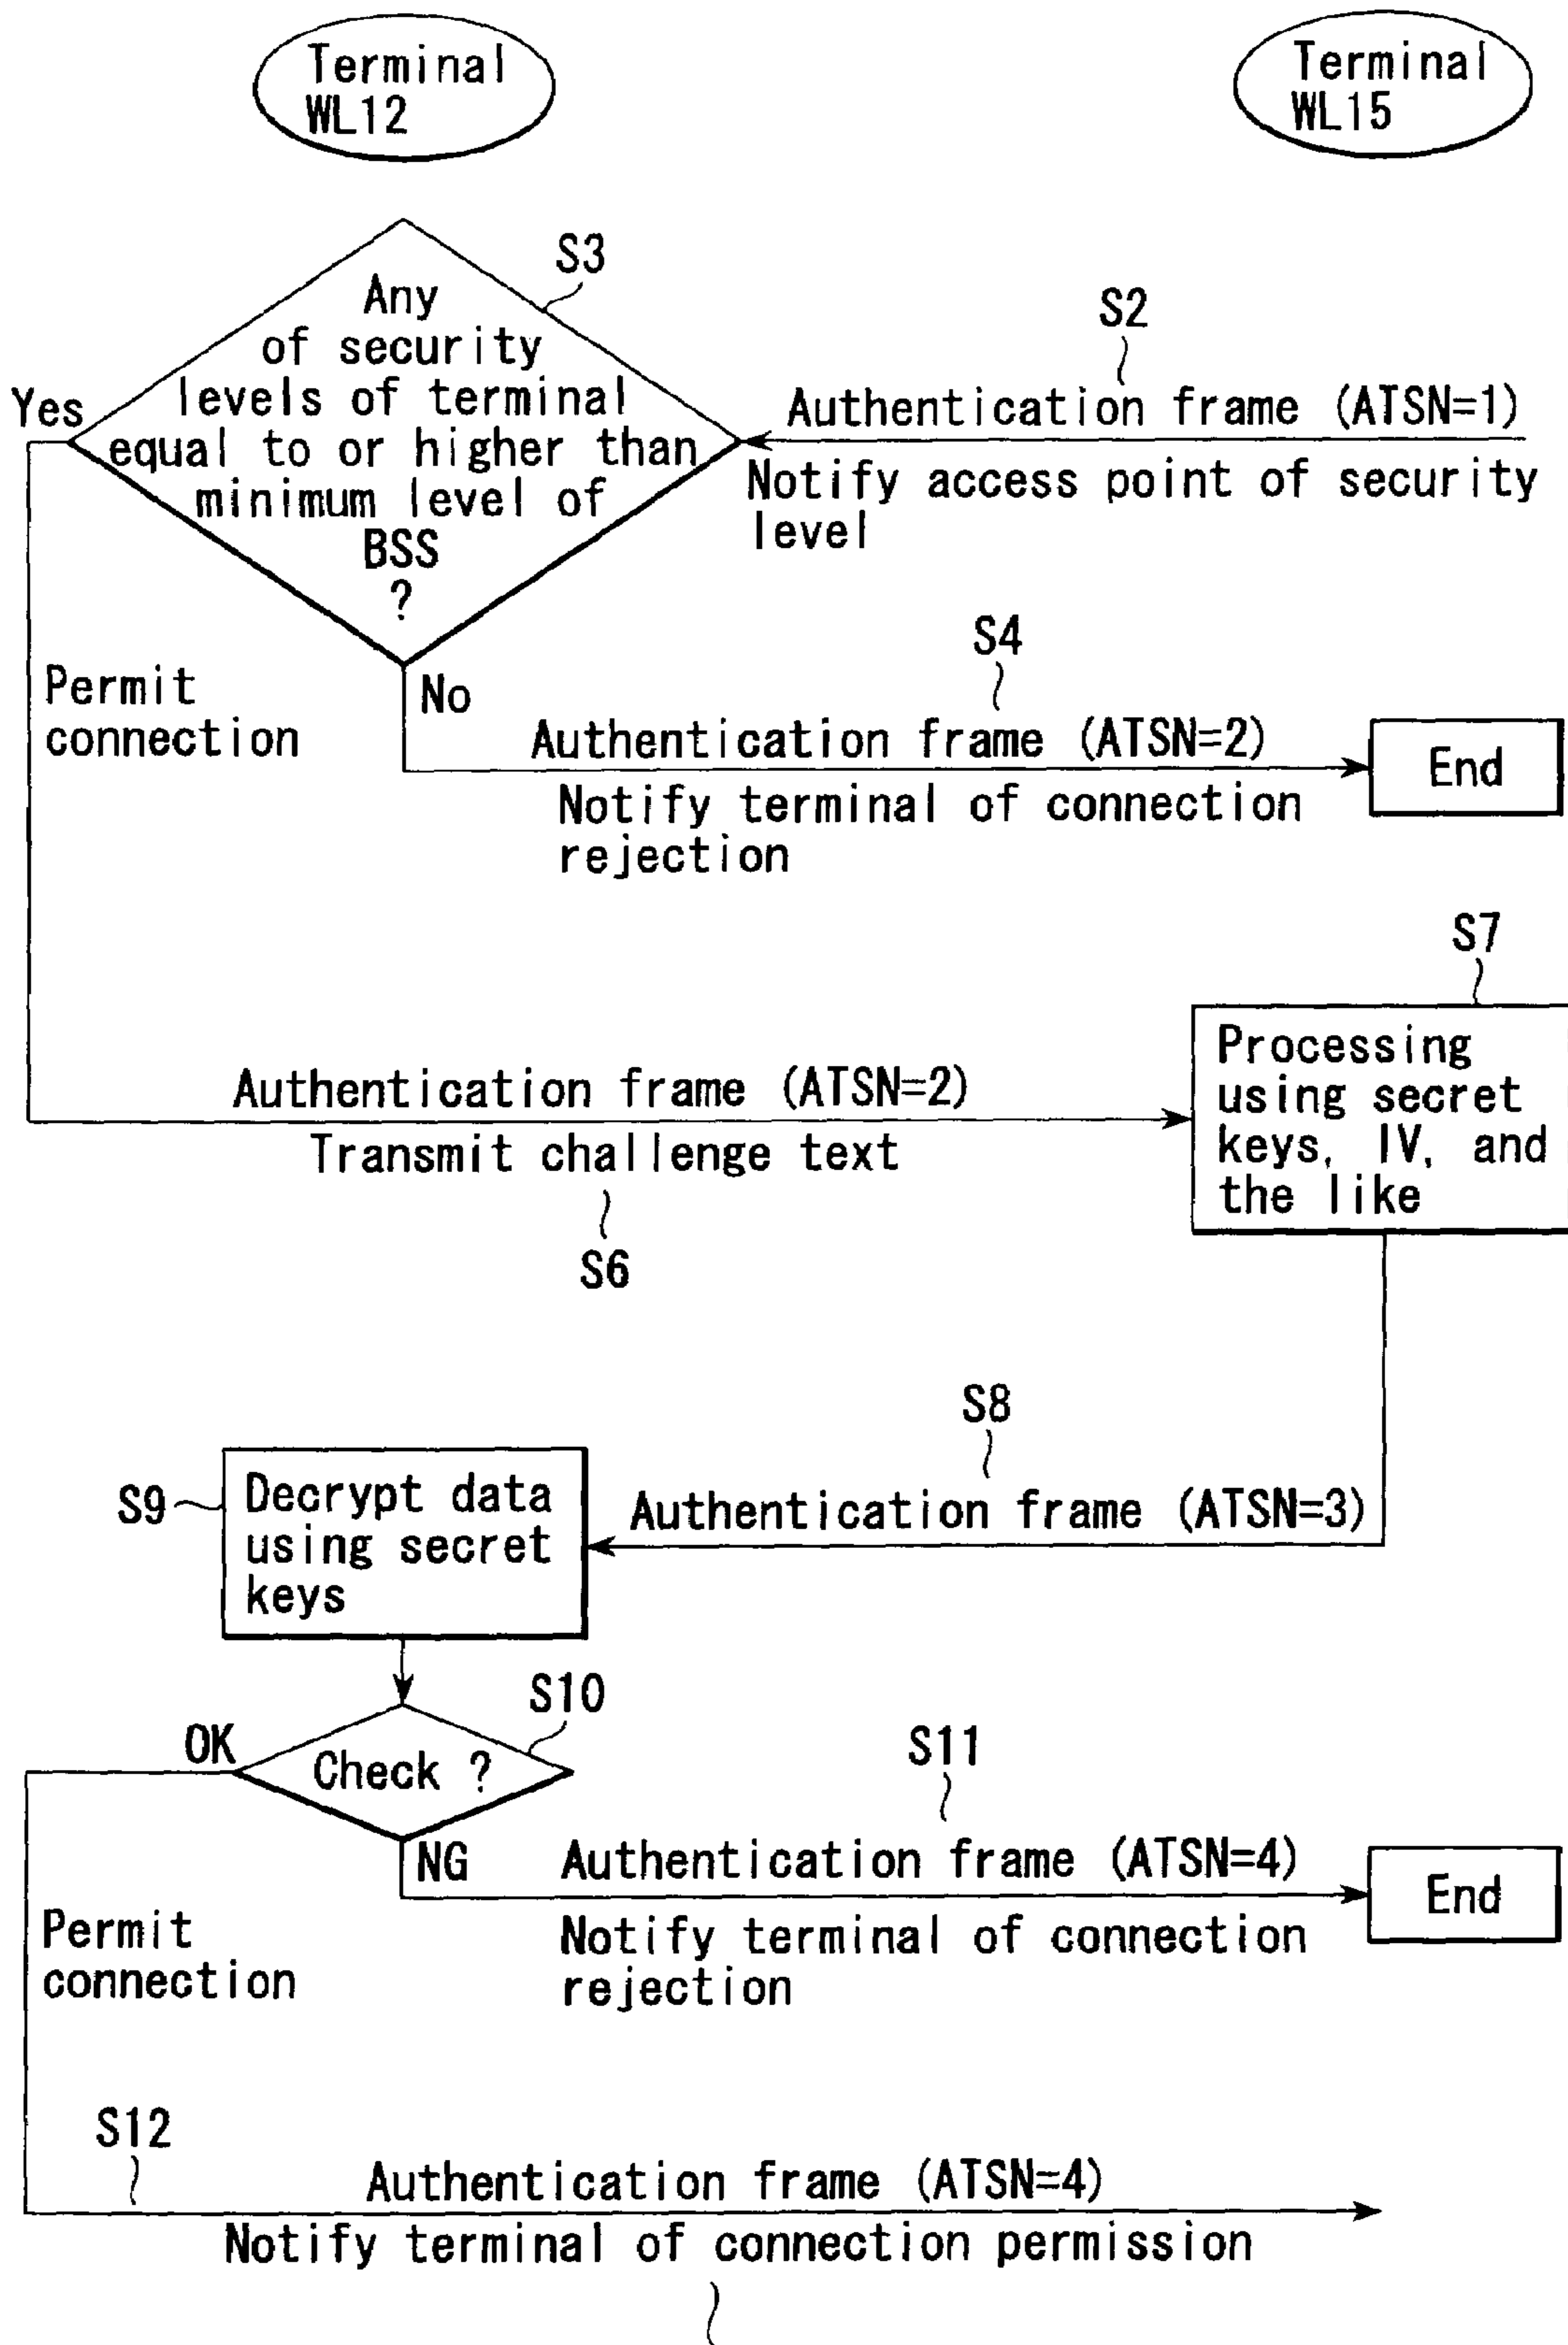 Terminal
WL12
Terminal
WL15
S3
Any
of security
levels of terminal
equal to or higher than
minimum level of
BSS
?
Yes
S2
Authentication frame (ATSN=1)
Notify access point of security
level
Permit
connection
No
S4
Authentication frame (ATSN=2)
Notify terminal of connection
rejection
End
S7
Processing
using secret
keys, IV, and
the like
Authentication frame (ATSN=2)
Transmit challenge text
S6
S8
Authentication frame (ATSN=3)
S9
Decrypt data
using secret
keys
S10
OK
Check ?
NG
S11
Authentication frame (ATSN=4)
Notify terminal of connection
rejection
End
Permit
connection
S12
Authentication frame (ATSN=4)
Notify terminal of connection permission